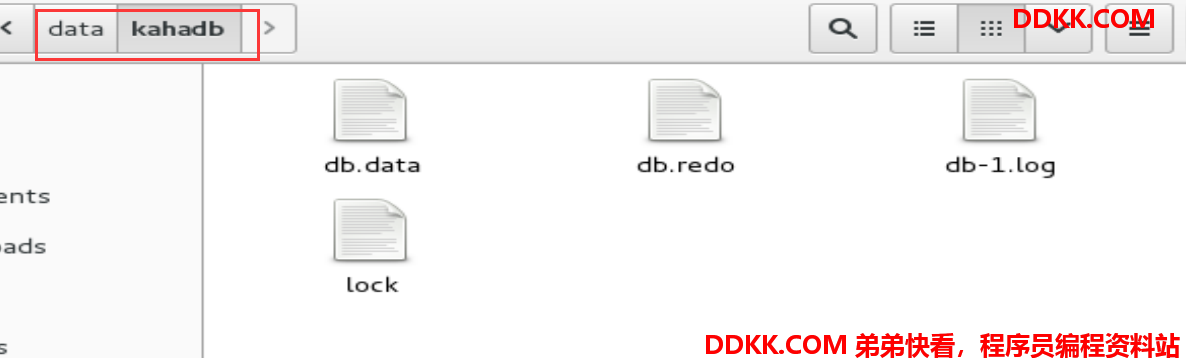 data kahadb
DDKK.COM
db.data db.redo db-1.log
ents
lock
DDKK.COM 弟弟快看，程序员编程资料站